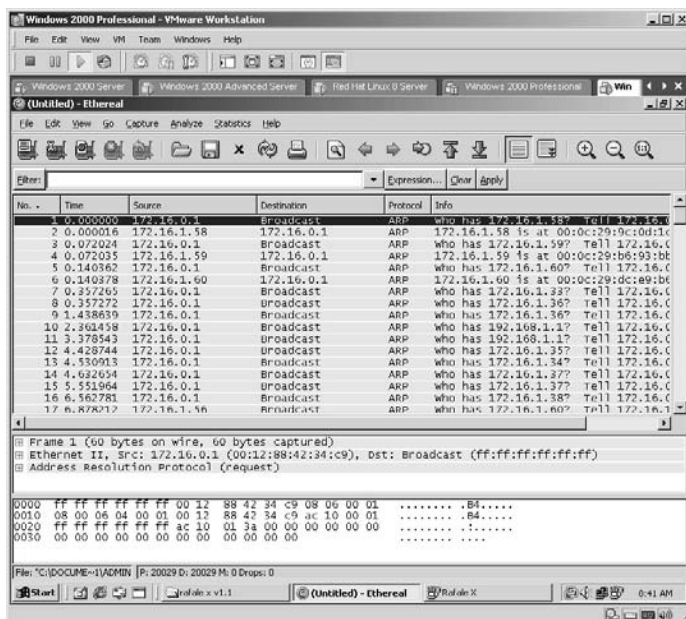 Windows 2000 Professional - VMware Workstation
File Edit View VM Team Windows Help
Windows 2000 Server Windows 2000 Advanced Server Red Hat Linux 8 Server Windows 2000 Professional Win
(Untitled) - Ethereal
File Edit View Go Capture Analyze Statistics Help
Filter: Expression... Clear Apply
No. . Time Source Destination Protocol Info
1 0.000000 172.16.0.1 Broadcast ARP who has 172.16.1.58? Tell 172.16.0
2 0.000016 172.16.1.58 172.16.0.1 ARP 172.16.1.58 is at 00:0c:29:9c:0d:1c
3 0.072024 172.16.0.1 Broadcast ARP who has 172.16.1.59? Tell 172.16.0
4 0.072035 172.16.1.59 172.16.0.1 ARP 172.16.1.59 is at 00:0c:29:b6:93:bb
5 0.140362 172.16.0.1 Broadcast ARP who has 172.16.1.60? Tell 172.16.0
6 0.140378 172.16.1.60 172.16.0.1 ARP 172.16.1.60 is at 00:0c:29:dc:e9:b6
7 0.357265 172.16.0.1 Broadcast ARP who has 172.16.1.33? Tell 172.16.0
8 0.357272 172.16.0.1 Broadcast ARP who has 172.16.1.36? Tell 172.16.0
9 1.438639 172.16.0.1 Broadcast ARP who has 172.16.1.36? Tell 172.16.0
10 2.361458 172.16.0.1 Broadcast ARP who has 192.168.1.1? Tell 172.16.0
11 3.378543 172.16.0.1 Broadcast ARP who has 192.168.1.1? Tell 172.16.0
12 4.428744 172.16.0.1 Broadcast ARP who has 172.16.1.35? Tell 172.16.0
13 4.530913 172.16.0.1 Broadcast ARP who has 172.16.1.34? Tell 172.16.0
14 4.632654 172.16.0.1 Broadcast ARP who has 172.16.1.37? Tell 172.16.0
15 5.551964 172.16.0.1 Broadcast ARP who has 172.16.1.37? Tell 172.16.0
16 6.562781 172.16.0.1 Broadcast ARP who has 172.16.1.38? Tell 172.16.0
17 6.878212 172.16.1.56 Broadcast ARP who has 172.16.1.60? Tell 172.16.1
Frame 1 (60 bytes on wire, 60 bytes captured)
Ethernet II, Src: 172.16.0.1 (00:12:88:42:34:c9), Dst: Broadcast (ff:ff:ff:ff:ff:ff)
Address Resolution Protocol (request)
0000 ff ff ff ff ff ff 00 12 88 42 34 c9 08 06 00 01 ........ .B4.....
0010 08 00 06 04 00 01 00 12 88 42 34 c9 ac 10 00 01 ........ .B4.....
0020 ff ff ff ff ff ff ac 10 01 3a 00 00 00 00 00 00 ........ .:......
0030 00 00 00 00 00 00 00 00 00 00 00 00 ........ ....
File: "C:\DOCUME~1\ADMIN P: 20029 D: 20029 M: 0 Drops: 0
Start rafale x v1.1 (Untitled) - Ethereal Rafale X 0:41 AM